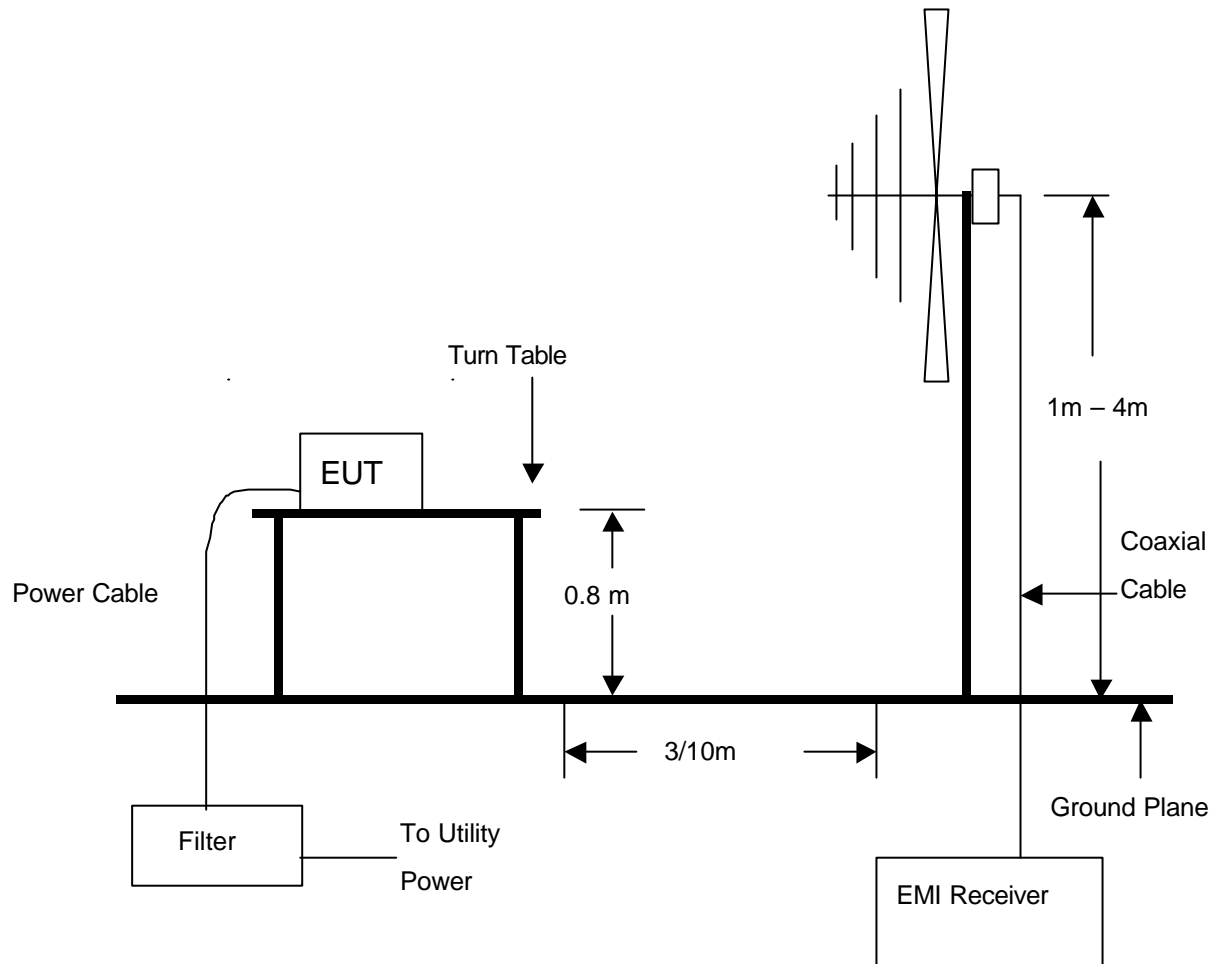 Turn Table
1m – 4m
EUT
Coaxial
Cable
Power Cable
0.8 m
3/10m
Ground Plane
Filter
To Utility
Power
EMI Receiver